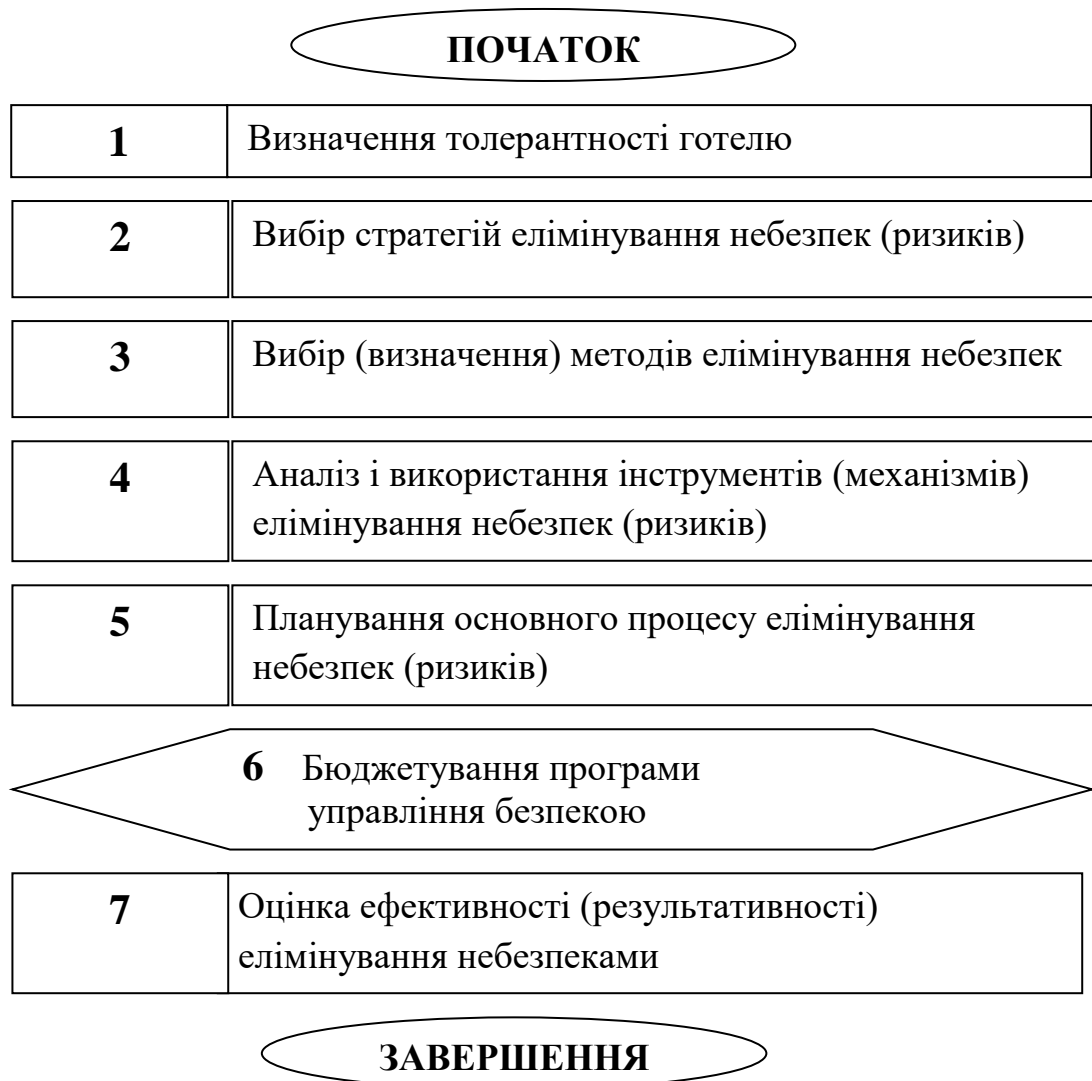 ПОЧАТОК
1 Визначення толерантності готелю
2 Вибір стратегій елімінування небезпек (ризиків)
3 Вибір (визначення) методів елімінування небезпек
4 Аналіз і використання інструментів (механізмів)
елімінування небезпек (ризиків)
5 Планування основного процесу елімінування
небезпек (ризиків)
6 Бюджетування програми
управління безпекою
7 Оцінка ефективності (результативності)
елімінування небезпеками
ЗАВЕРШЕННЯ